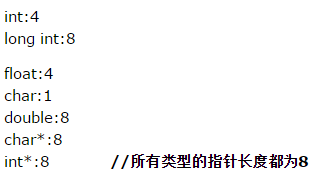 int:4
long int:8
float:4
char:1
double:8
char*:8
int*:8 //所有类型的指针长度都为8